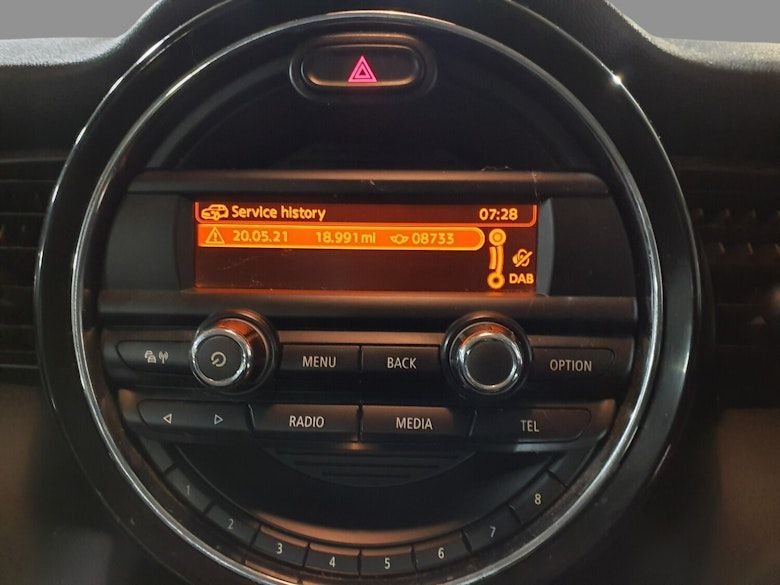 Service history 07:28
20.05.21 18.991 mi 08733
DAB
MENU BACK OPTION
RADIO MEDIA TEL
1 2 3 4 5 6 7 8